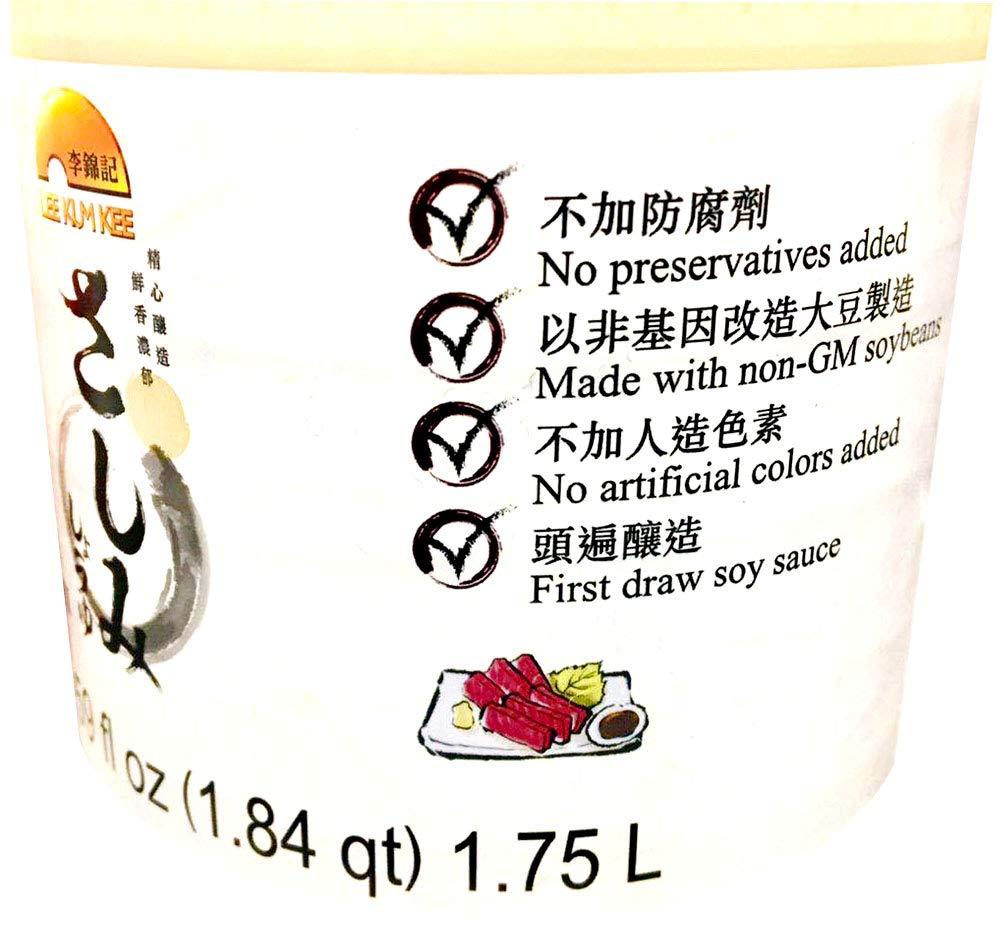 李錦記
LEE KUM KEE
精心釀造
鮮香濃郁
さしみ
不加防腐劑
No preservatives added
以非基因改造大豆製造
Made with non-GM soybeans
不加人造色素
No artificial colors added
頭遍釀造
First draw soy sauce
fl oz (1.84 qt) 1.75 L